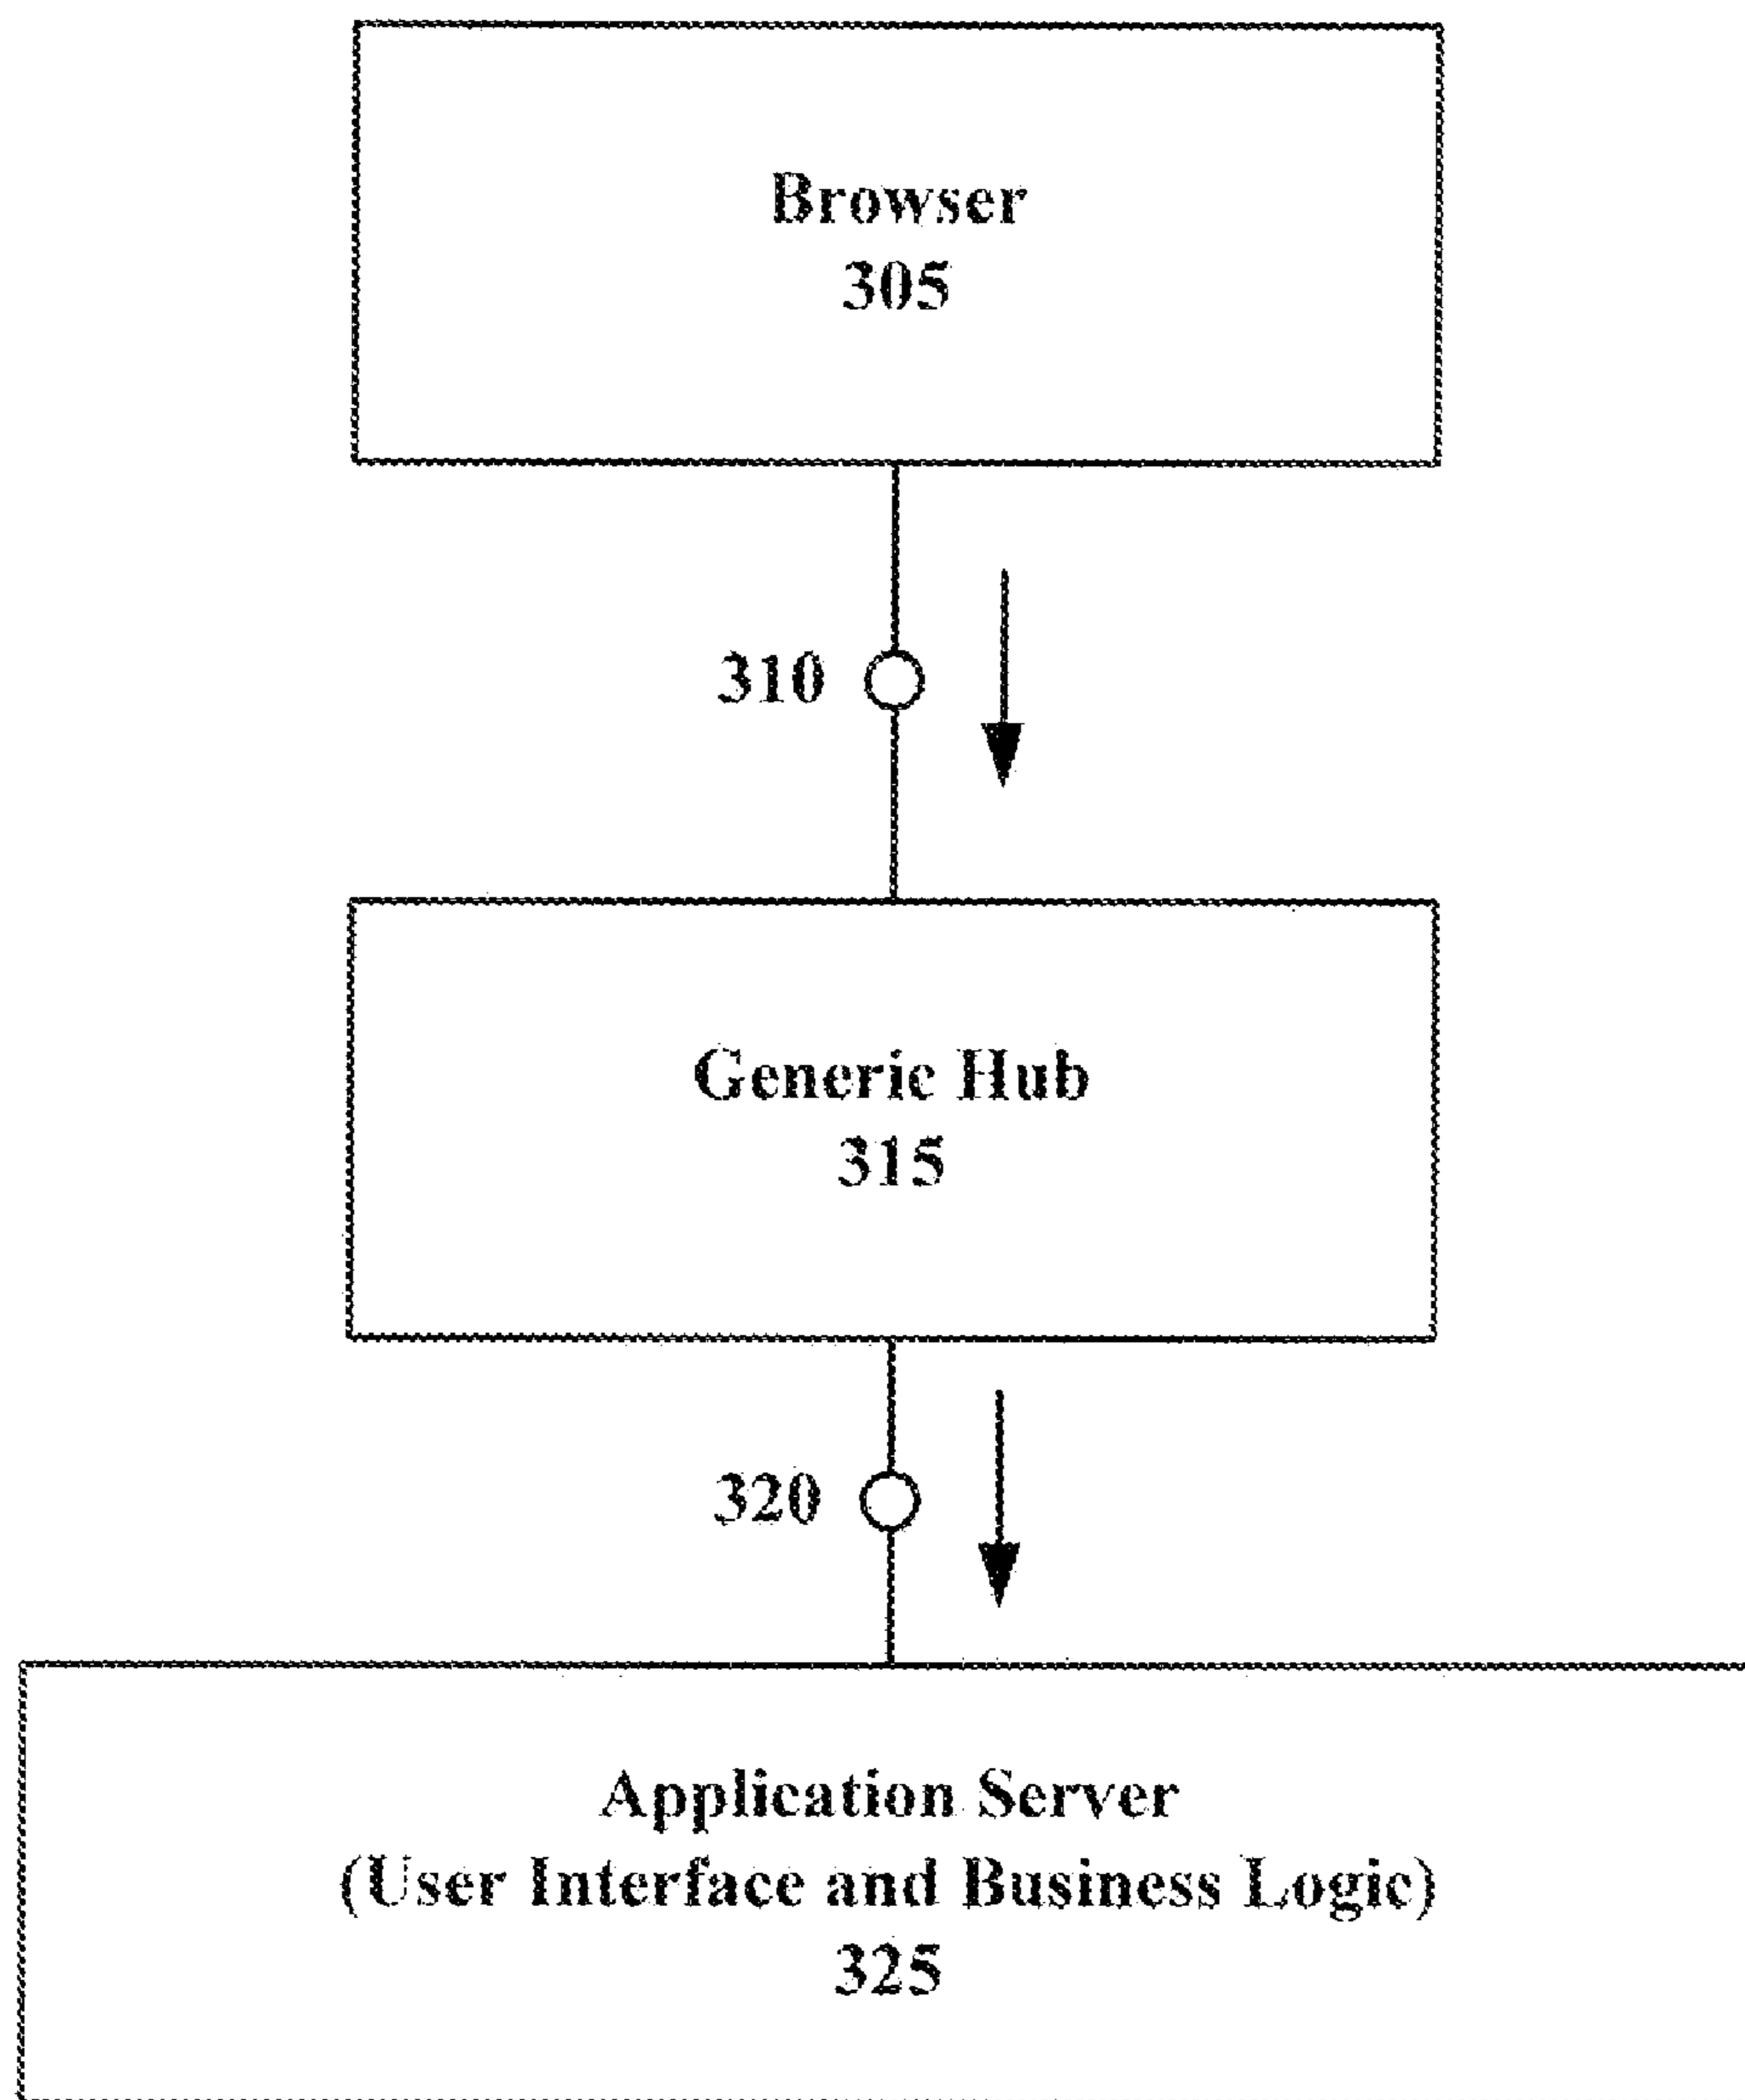 Browser
305
310
Generic Hub
315
320
Application Server
(User Interface and Business Logic)
325